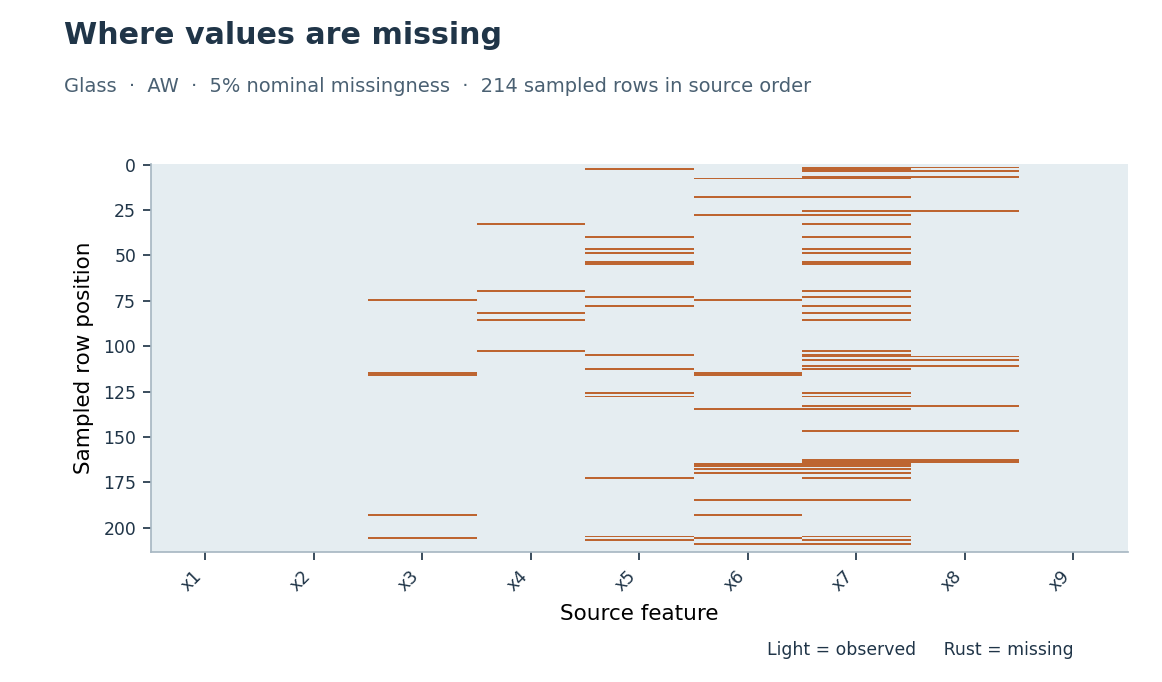 Where values are missing
Glass · AW · 5% nominal missingness · 214 sampled rows in source order
0
25
50
75
100
125
150
175
200
Sampled row position
x1 x2 x3 x4 x5 x6 x7 x8 x9
Source feature
Light = observed Rust = missing